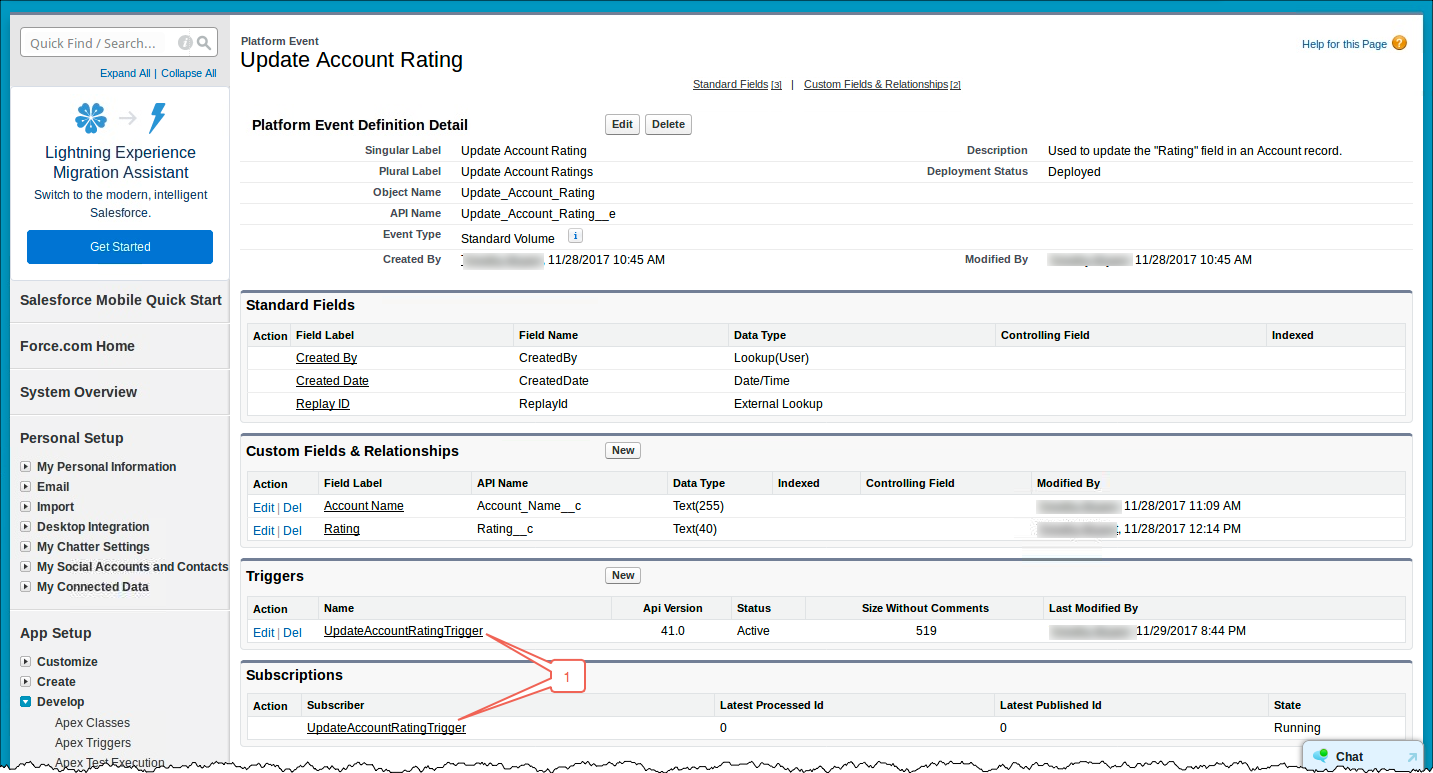 Quick Find / Search...
Expand All | Collapse All
Lightning Experience
Migration Assistant
Switch to the modern, intelligent
Salesforce.
Get Started
Salesforce Mobile Quick Start
Force.com Home
System Overview
Personal Setup
My Personal Information
Email
Import
Desktop Integration
My Chatter Settings
My Social Accounts and Contacts
My Connected Data
App Setup
Customize
Create
Develop
Apex Classes
Apex Triggers
Apex Test Execution
Platform Event
Update Account Rating
Help for this Page ?
Standard Fields [3] | Custom Fields & Relationships [2]
Platform Event Definition Detail Edit Delete
Singular Label Update Account Rating Description Used to update the "Rating" field in an Account record.
Plural Label Update Account Ratings Deployment Status Deployed
Object Name Update_Account_Rating
API Name Update_Account_Rating__e
Event Type Standard Volume i
Created By , 11/28/2017 10:45 AM Modified By 11/28/2017 10:45 AM
Standard Fields
Action Field Label Field Name Data Type Controlling Field Indexed
Created By CreatedBy Lookup(User)
Created Date CreatedDate Date/Time
Replay ID ReplayId External Lookup
Custom Fields & Relationships New
Action Field Label API Name Data Type Indexed Controlling Field Modified By
Edit | Del Account Name Account_Name__c Text(255) 11/28/2017 11:09 AM
Edit | Del Rating Rating__c Text(40) , 11/28/2017 12:14 PM
Triggers New
Action Name Api Version Status Size Without Comments Last Modified By
Edit | Del UpdateAccountRatingTrigger 41.0 Active 519 11/29/2017 8:44 PM
1
Subscriptions
Action Subscriber Latest Processed Id Latest Published Id State
UpdateAccountRatingTrigger 0 0 Running
Chat